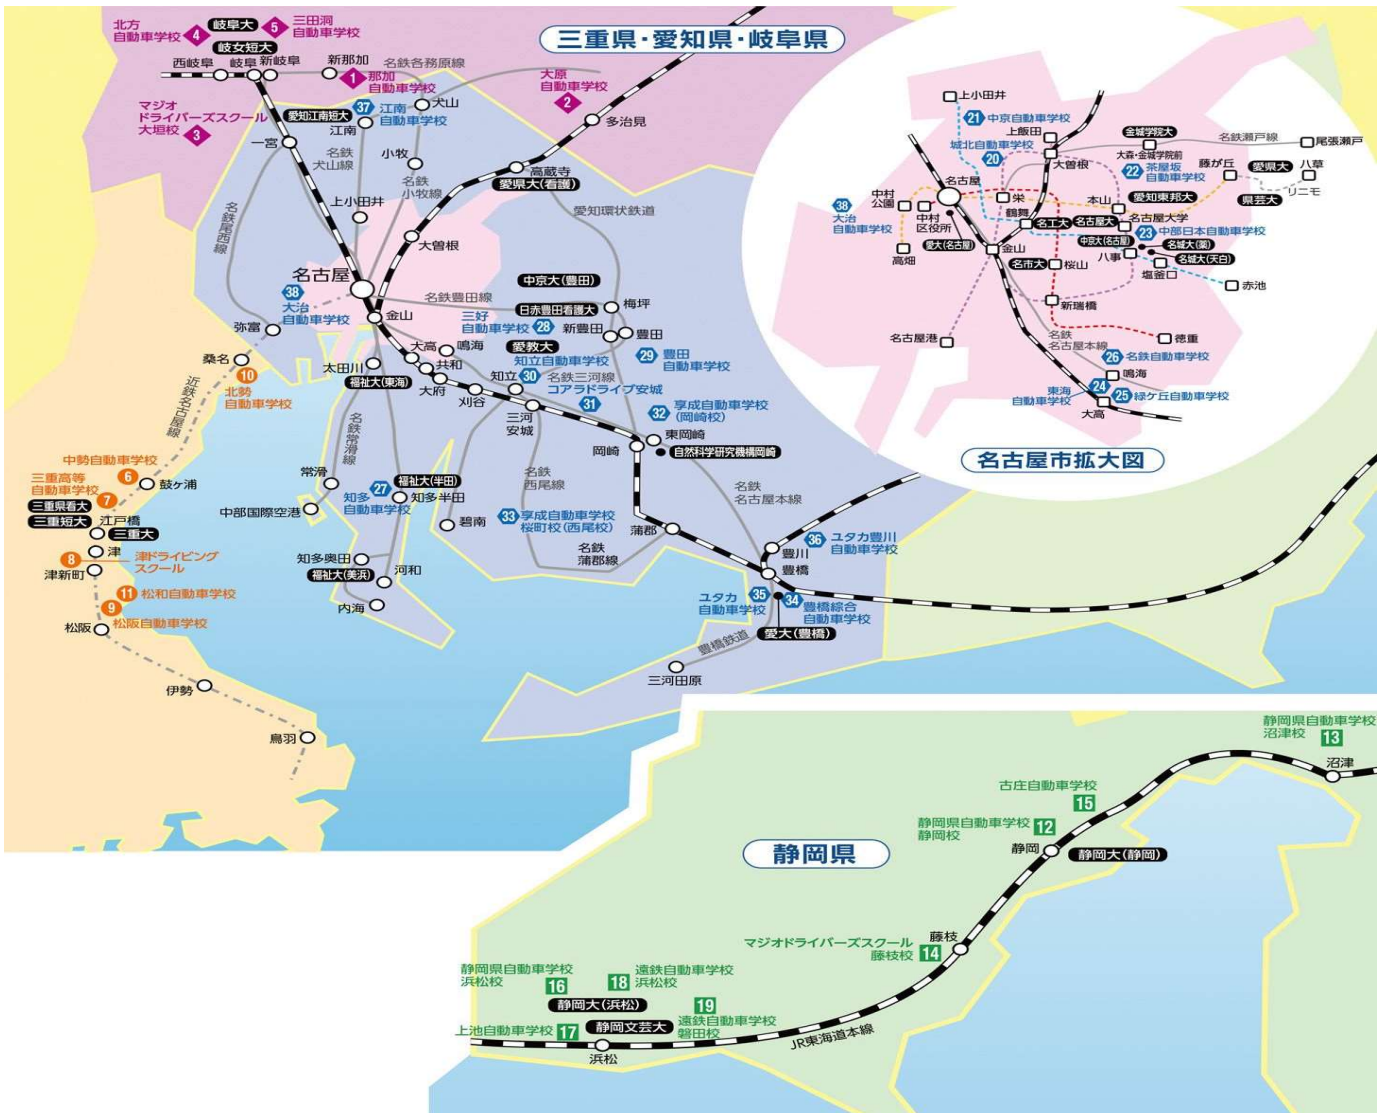 三重県・愛知県・岐阜県
北方
自動車学校
4
岐阜大
5
三田洞
自動車学校
岐女短大
西岐阜
岐阜
新岐阜
新那加
名鉄各務原線
1
那加
自動車学校
大原
自動車学校
2
マジオ
ドライバーズスクール
大垣校
3
愛知江南短大
37
江南
自動車学校
犬山
江南
多治見
一宮
名鉄
犬山線
小牧
名鉄
小牧線
高蔵寺
愛県大(看護)
上小田井
愛知環状鉄道
大曽根
名鉄尾西線
名古屋
38
大治
自動車学校
中京大(豊田)
名鉄豊田線
日赤豊田看護大
梅坪
弥富
金山
三好
自動車学校
28
新豊田
豊田
大高
鳴海
愛教大
共和
知立自動車学校
29
豊田
自動車学校
桑名
太田川
福祉大(東海)
大府
知立
30
名鉄三河線
コアラドライブ安城
31
10
北勢
自動車学校
近鉄名古屋線
刈谷
三河
安城
32
享成自動車学校
(岡崎校)
名鉄常滑線
岡崎
東岡崎
自然科学研究機構岡崎
中勢自動車学校
6
鼓ヶ浦
三重高等
自動車学校
7
三重県看大
三重短大
江戸橋
三重大
常滑
中部国際空港
27
知多
自動車学校
福祉大(半田)
知多半田
碧南
名鉄
西尾線
33
享成自動車学校
桜町校(西尾校)
名鉄
名古屋本線
蒲郡
名鉄
蒲郡線
36
ユタカ豊川
自動車学校
豊川
豊橋
津
8
津ドライビング
スクール
津新町
知多奥田
福祉大(美浜)
河和
内海
11
松和自動車学校
9
松阪自動車学校
松阪
ユタカ
自動車学校
35
34
豊橋綜合
自動車学校
愛大(豊橋)
豊橋鉄道
三河田原
伊勢
鳥羽
上小田井
21
中京自動車学校
上飯田
金城学院大
名鉄瀬戸線
尾張瀬戸
城北自動車学校
20
大曽根
大森・金城学院前
22
茶屋坂
自動車学校
藤が丘
愛県大
八草
リニモ
県芸大
名古屋
中村
公園
中村
区役所
栄
本山
愛知東邦大
38
大治
自動車学校
鶴舞
名工大
名古屋大
名古屋大学
23
中部日本自動車学校
愛大(名古屋)
金山
中京大(名古屋)
名城大(薬)
名城大(天白)
高畑
名市大
桜山
八事
塩釜口
赤池
新瑞橋
名古屋港
名鉄
名古屋本線
徳重
26
名鉄自動車学校
鳴海
東海
自動車学校
24
25
緑ケ丘自動車学校
大高
名古屋市拡大図
静岡県
静岡県自動車学校
沼津校
13
沼津
古庄自動車学校
15
静岡県自動車学校
静岡校
12
静岡
静岡大(静岡)
マジオドライバーズスクール
藤枝校
14
藤枝
静岡県自動車学校
浜松校
16
18
遠鉄自動車学校
浜松校
静岡大(浜松)
19
遠鉄自動車学校
磐田校
上池自動車学校
17
静岡文芸大
浜松
JR東海道本線